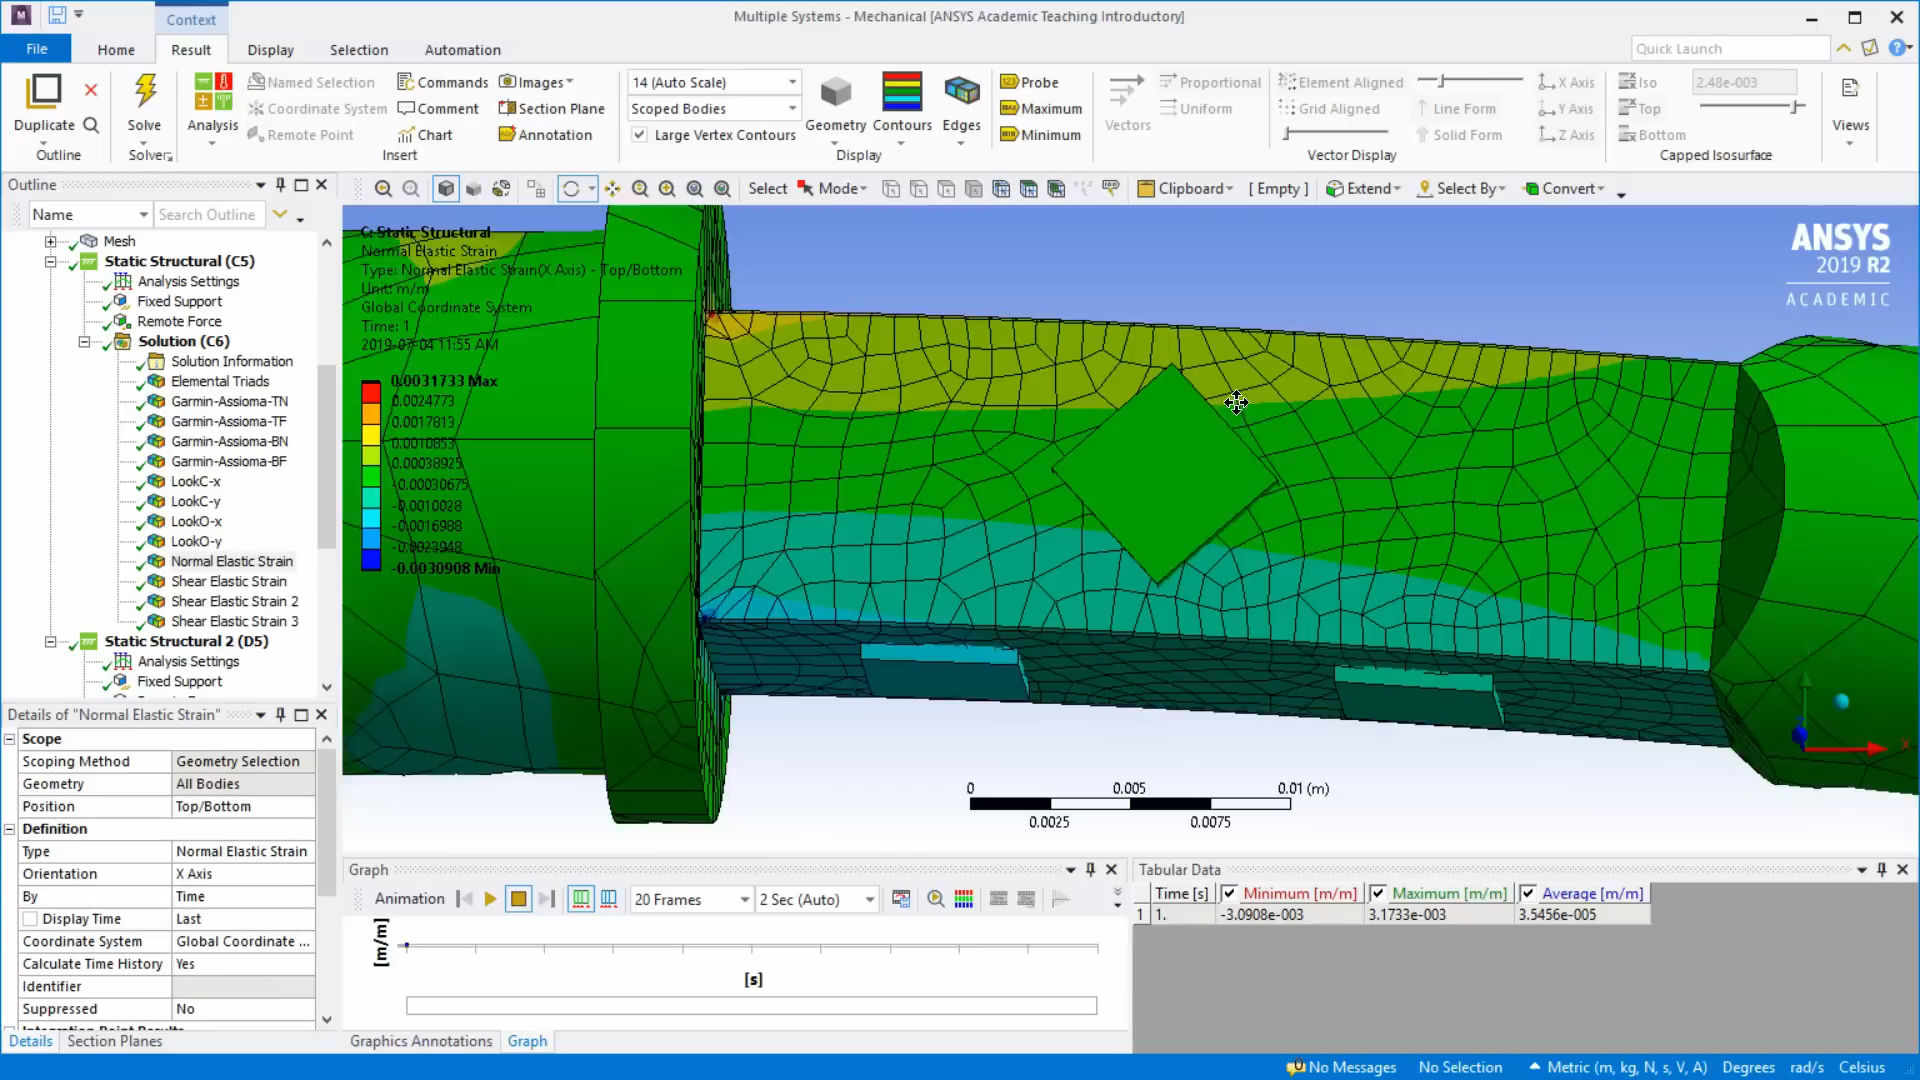 Context
Multiple Systems - Mechanical [ANSYS Academic Teaching Introductory]
File Home Result Display Selection Automation
Quick Launch
Duplicate
Outline
Solve
Solver
Analysis
Named Selection Commands Images
Coordinate System Comment Section Plane
Remote Point Chart Annotation
Insert
14 (Auto Scale)
Scoped Bodies
Large Vertex Contours
Geometry Contours Edges
Display
Probe
Maximum
Minimum
Vectors
Proportional
Uniform
Element Aligned
Grid Aligned
Line Form
Solid Form
X Axis
Y Axis
Z Axis
Vector Display
Iso 2.48e-003
Top
Bottom
Capped Isosurface
Views
Outline
Name Search Outline
Select Mode Clipboard [ Empty ] Extend Select By Convert
Mesh
Static Structural (C5)
Analysis Settings
Fixed Support
Remote Force
Solution (C6)
Solution Information
Elemental Triads
Garmin-Assioma-TN
Garmin-Assioma-TF
Garmin-Assioma-BN
Garmin-Assioma-BF
LookC-x
LookC-y
LookO-x
LookO-y
Normal Elastic Strain
Shear Elastic Strain
Shear Elastic Strain 2
Shear Elastic Strain 3
Static Structural 2 (D5)
Analysis Settings
Fixed Support
C: Static Structural
Normal Elastic Strain
Type: Normal Elastic Strain(X Axis) - Top/Bottom
Unit: m/m
Global Coordinate System
Time: 1
2019-07-04 11:55 AM
0.0031733 Max
0.0024773
0.0017813
0.0010853
0.00038925
-0.00030675
-0.0010028
-0.0016988
-0.0023948
-0.0030908 Min
ANSYS
2019 R2
ACADEMIC
X
0 0.005 0.01 (m)
0.0025 0.0075
Details of "Normal Elastic Strain"
Scope
Scoping Method Geometry Selection
Geometry All Bodies
Position Top/Bottom
Definition
Type Normal Elastic Strain
Orientation X Axis
By Time
Display Time Last
Coordinate System Global Coordinate ...
Calculate Time History Yes
Identifier
Suppressed No
Integration Point Results
Details Section Planes
Graph
Animation 20 Frames 2 Sec (Auto)
[m/m]
[s]
Graphics Annotations Graph
Tabular Data
Time [s] Minimum [m/m] Maximum [m/m] Average [m/m]
1 1. -3.0908e-003 3.1733e-003 3.5456e-005
No Messages No Selection Metric (m, kg, N, s, V, A) Degrees rad/s Celsius